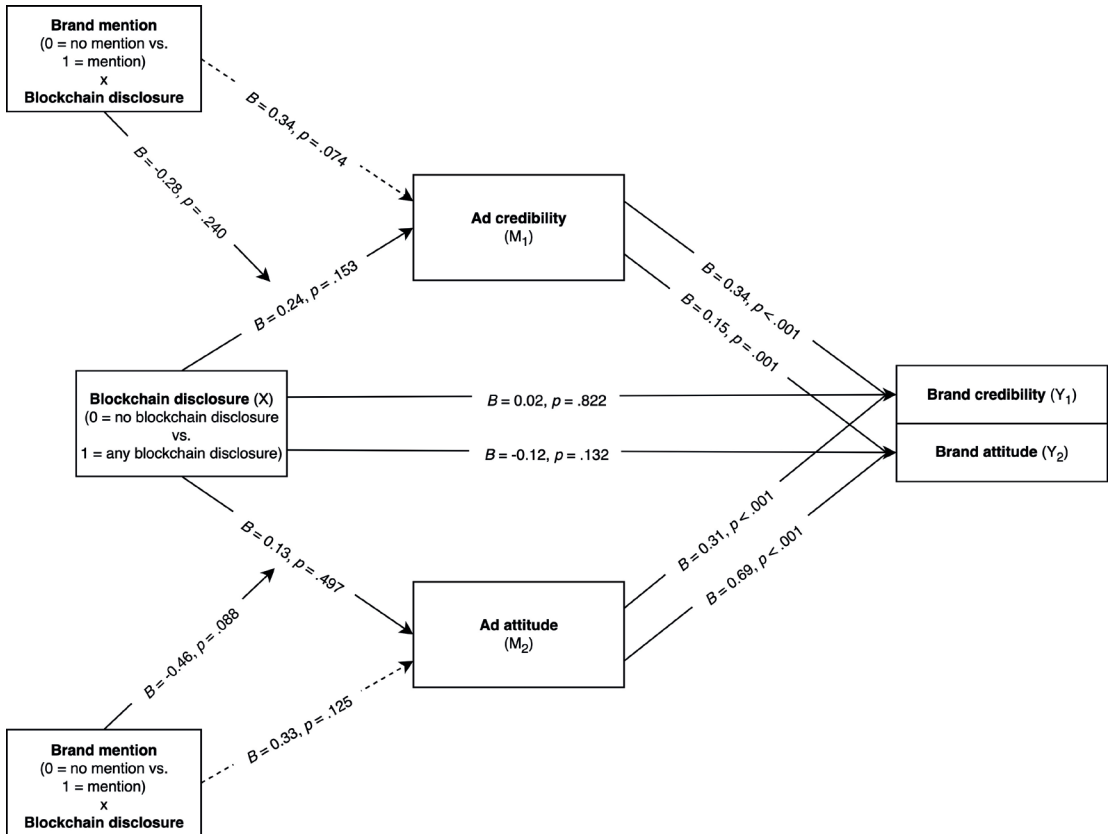 Brand mention
(0 = no mention vs.
1 = mention)
x
Blockchain disclosure
B = 0.34, p = .074
B = -0.28, p = .240
Ad credibility
(M1)
B = 0.24, p = .153
B = 0.34, p < .001
B = 0.15, p = .001
Blockchain disclosure (X)
(0 = no blockchain disclosure
vs.
1 = any blockchain disclosure)
B = 0.02, p = .822
B = -0.12, p = .132
Brand credibility (Y1)
Brand attitude (Y2)
B = 0.13, p = .497
B = 0.31, p < .001
B = 0.69, p < .001
Ad attitude
(M2)
B = -0.46, p = .088
B = 0.33, p = .125
Brand mention
(0 = no mention vs.
1 = mention)
x
Blockchain disclosure